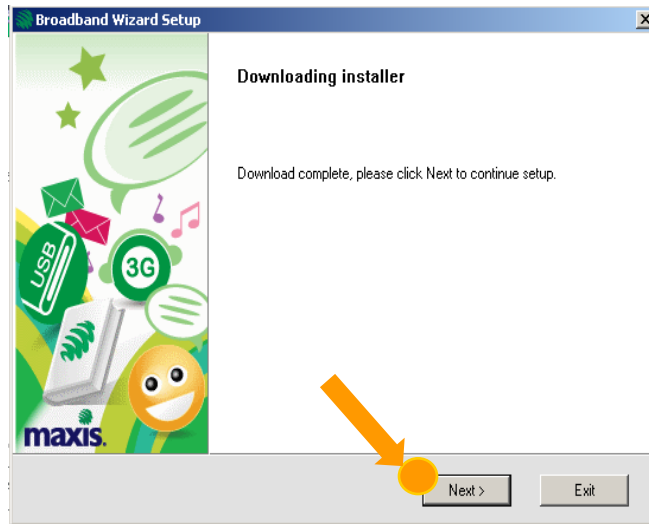 Broadband Wizard Setup
Downloading installer
Download complete, please click Next to continue setup.
USB
3G
maxis.
Next >
Exit